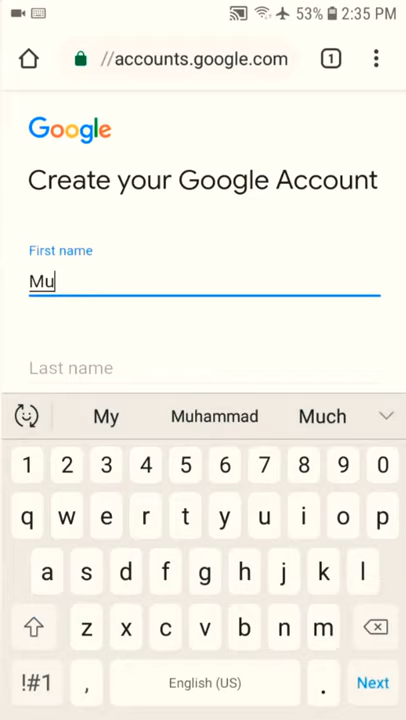 53% 2:35 PM
//accounts.google.com 1
Google
Create your Google Account
First name
Mu
Last name
My Muhammad Much
1 2 3 4 5 6 7 8 9 0
q w e r t y u i o p
a s d f g h j k l
z x c v b n m
!#1 , English (US) . Next